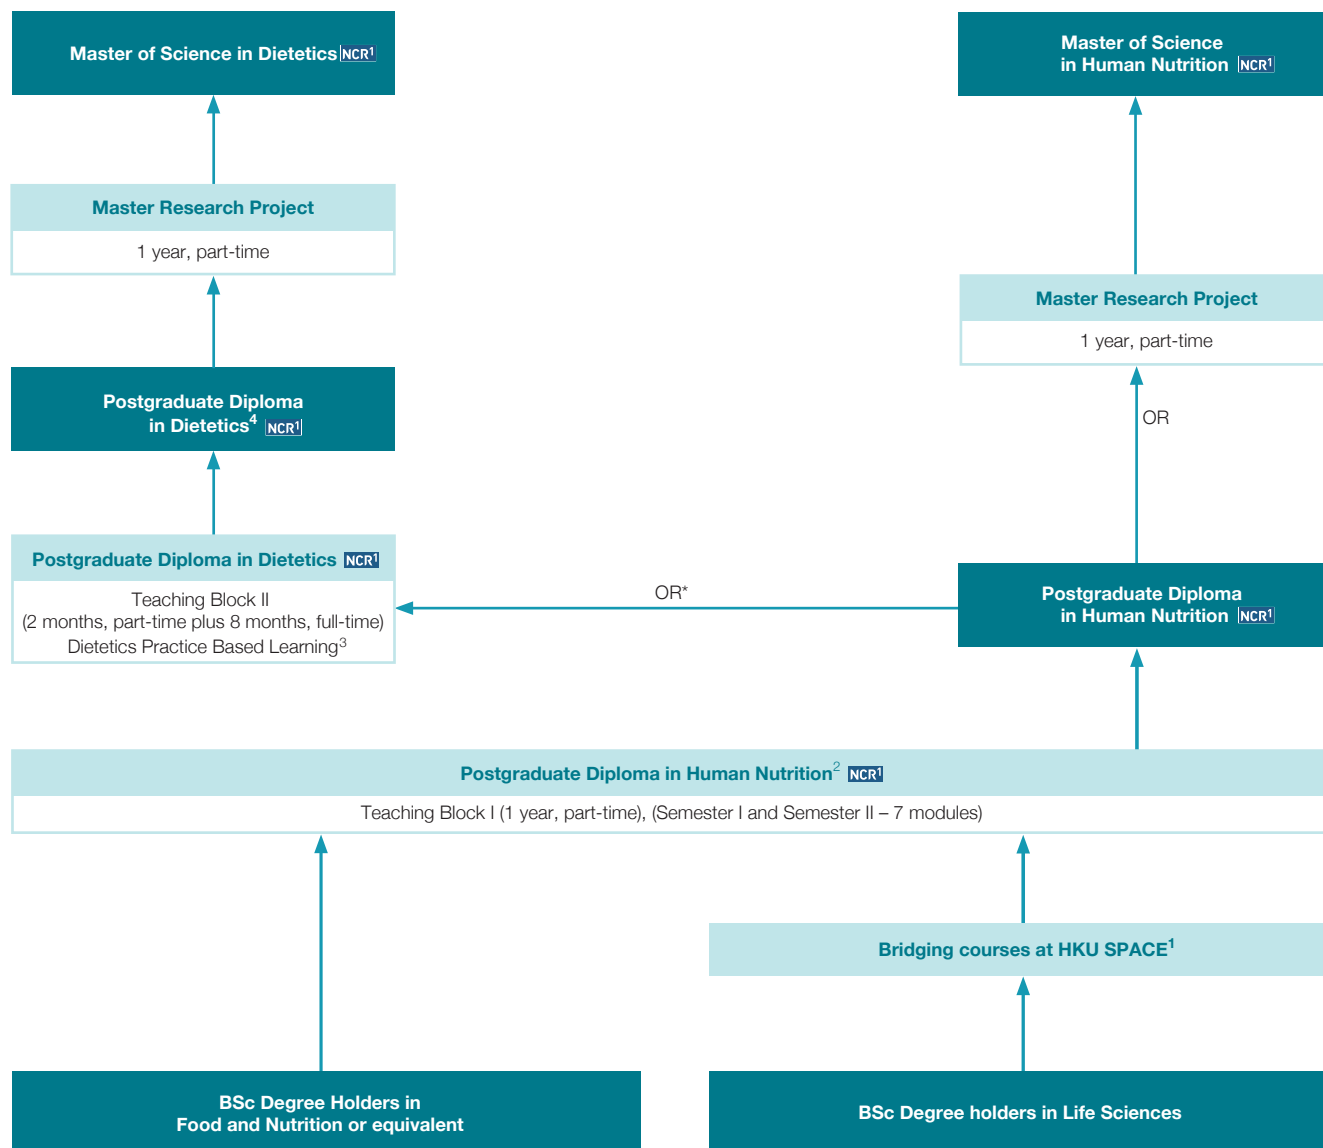 Master of Science in Dietetics NCR¹
Master of Science
in Human Nutrition NCR¹
Master Research Project
1 year, part-time
Master Research Project
1 year, part-time
Postgraduate Diploma
in Dietetics⁴ NCR¹
OR
Postgraduate Diploma in Dietetics NCR¹
Teaching Block II
(2 months, part-time plus 8 months, full-time)
Dietetics Practice Based Learning³
OR*
Postgraduate Diploma
in Human Nutrition NCR¹
Postgraduate Diploma in Human Nutrition² NCR¹
Teaching Block I (1 year, part-time), (Semester I and Semester II – 7 modules)
Bridging courses at HKU SPACE¹
BSc Degree Holders in
Food and Nutrition or equivalent
BSc Degree holders in Life Sciences